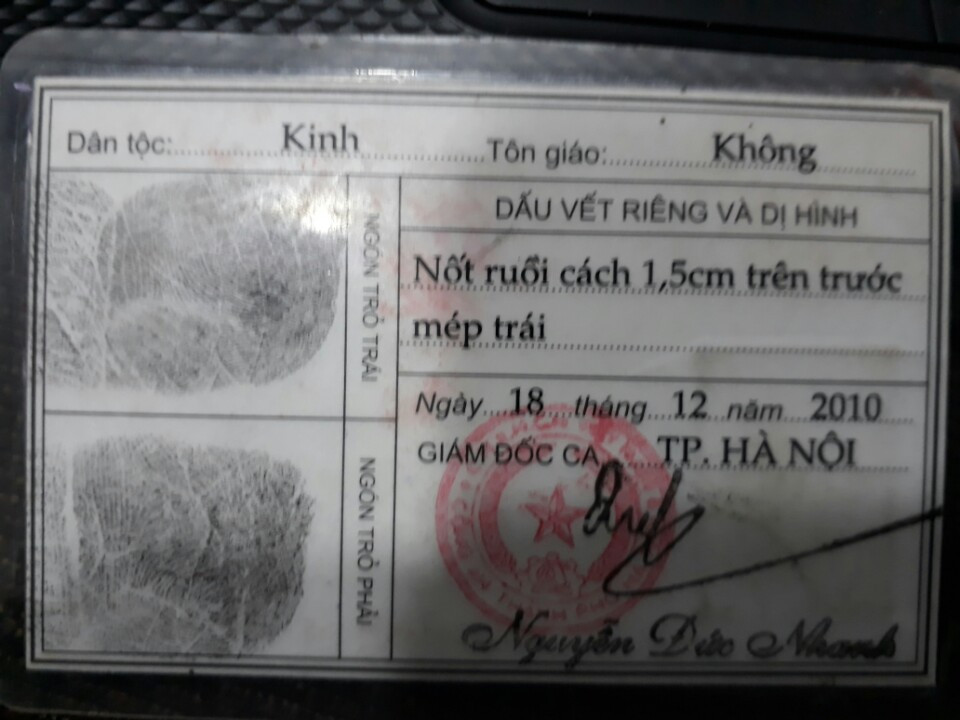 Dân tộc: Kinh Tôn giáo: Không
NGÓN TRỎ TRÁI
DẤU VẾT RIÊNG VÀ DỊ HÌNH
Nốt ruồi cách 1,5cm trên trước
mép trái
Ngày 18 tháng 12 năm 2010
NGÓN TRỎ PHẢI
GIÁM ĐỐC CA TP. HÀ NỘI
Nguyễn Đức Nhanh